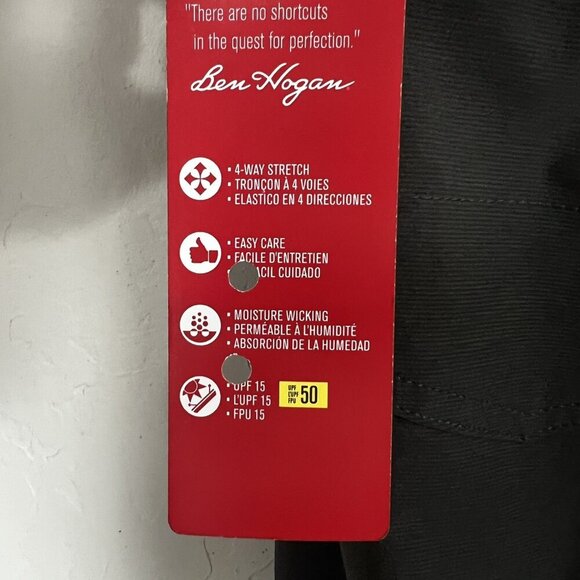 "There are no shortcuts
in the quest for perfection."
Ben Hogan
• 4-WAY STRETCH
• TRONÇON À 4 VOIES
• ELASTICO EN 4 DIRECCIONES
• EASY CARE
• FACILE D'ENTRETIEN
CUIDADO
• MOISTURE WICKING
• PERMÉABLE À L'HUMIDITÉ
• ABSORCIÓN DE LA HUMEDAD
• UPF 15
• L'UPF 15
• FPU 15
UPF
L'UPF
FPU
50